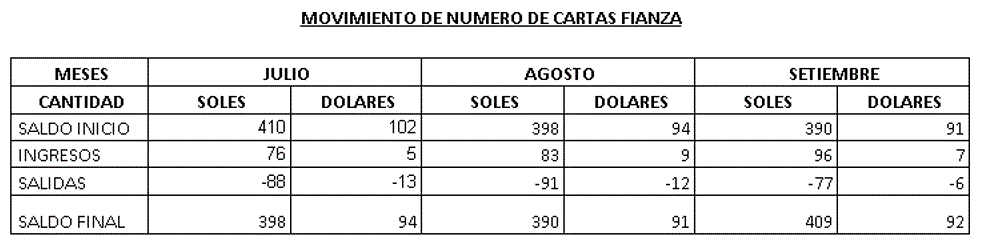 MOVIMIENTO DE NUMERO DE CARTAS FIANZA
MESES JULIO AGOSTO SETIEMBRE
CANTIDAD SOLES DOLARES SOLES DOLARES SOLES DOLARES
SALDO INICIO 410 102 398 94 390 91
INGRESOS 76 5 83 9 96 7
SALIDAS -88 -13 -91 -12 -77 -6
SALDO FINAL 398 94 390 91 409 92